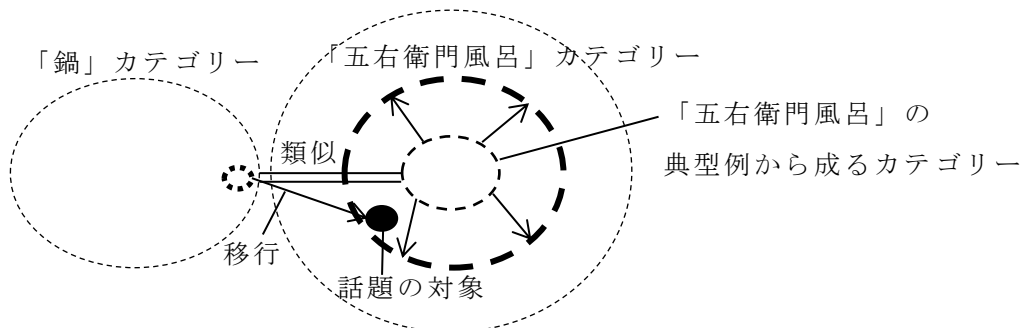 「鍋」カテゴリー
「五右衛門風呂」カテゴリー
「五右衛門風呂」の
典型例から成るカテゴリー
類似
移行
話題の対象